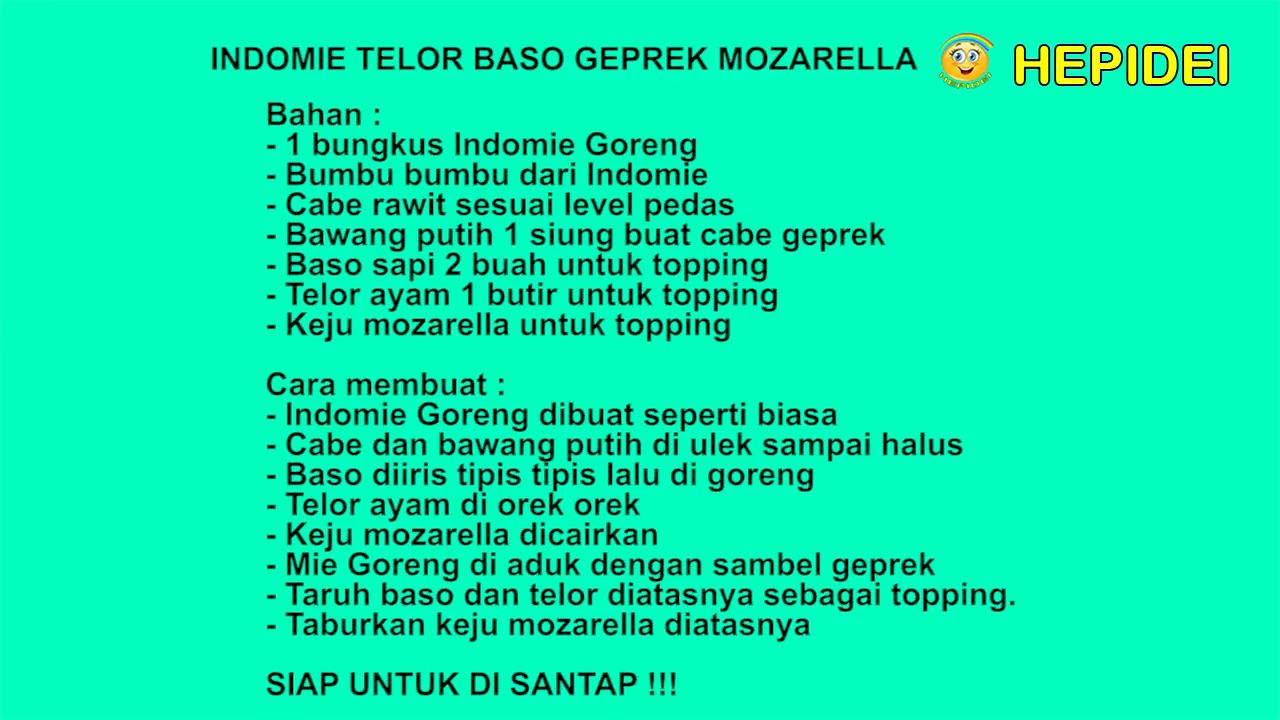 INDOMIE TELOR BASO GEPREK MOZARELLA
HEPIDEI
HEPIDEI
Bahan :
- 1 bungkus Indomie Goreng
- Bumbu bumbu dari Indomie
- Cabe rawit sesuai level pedas
- Bawang putih 1 siung buat cabe geprek
- Baso sapi 2 buah untuk topping
- Telor ayam 1 butir untuk topping
- Keju mozarella untuk topping
Cara membuat :
- Indomie Goreng dibuat seperti biasa
- Cabe dan bawang putih di ulek sampai halus
- Baso diiris tipis tipis lalu di goreng
- Telor ayam di orek orek
- Keju mozarella dicairkan
- Mie Goreng di aduk dengan sambel geprek
- Taruh baso dan telor diatasnya sebagai topping.
- Taburkan keju mozarella diatasnya
SIAP UNTUK DI SANTAP !!!